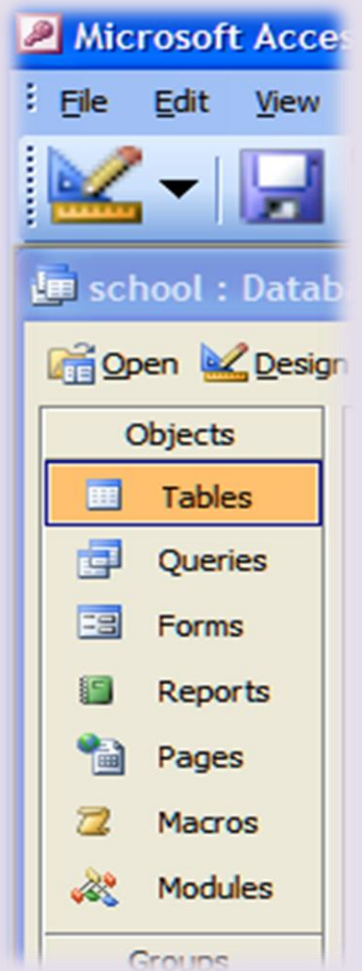 Microsoft Acces
File Edit View
school : Datab
Open Design
Objects
Tables
Queries
Forms
Reports
Pages
Macros
Modules
Groups